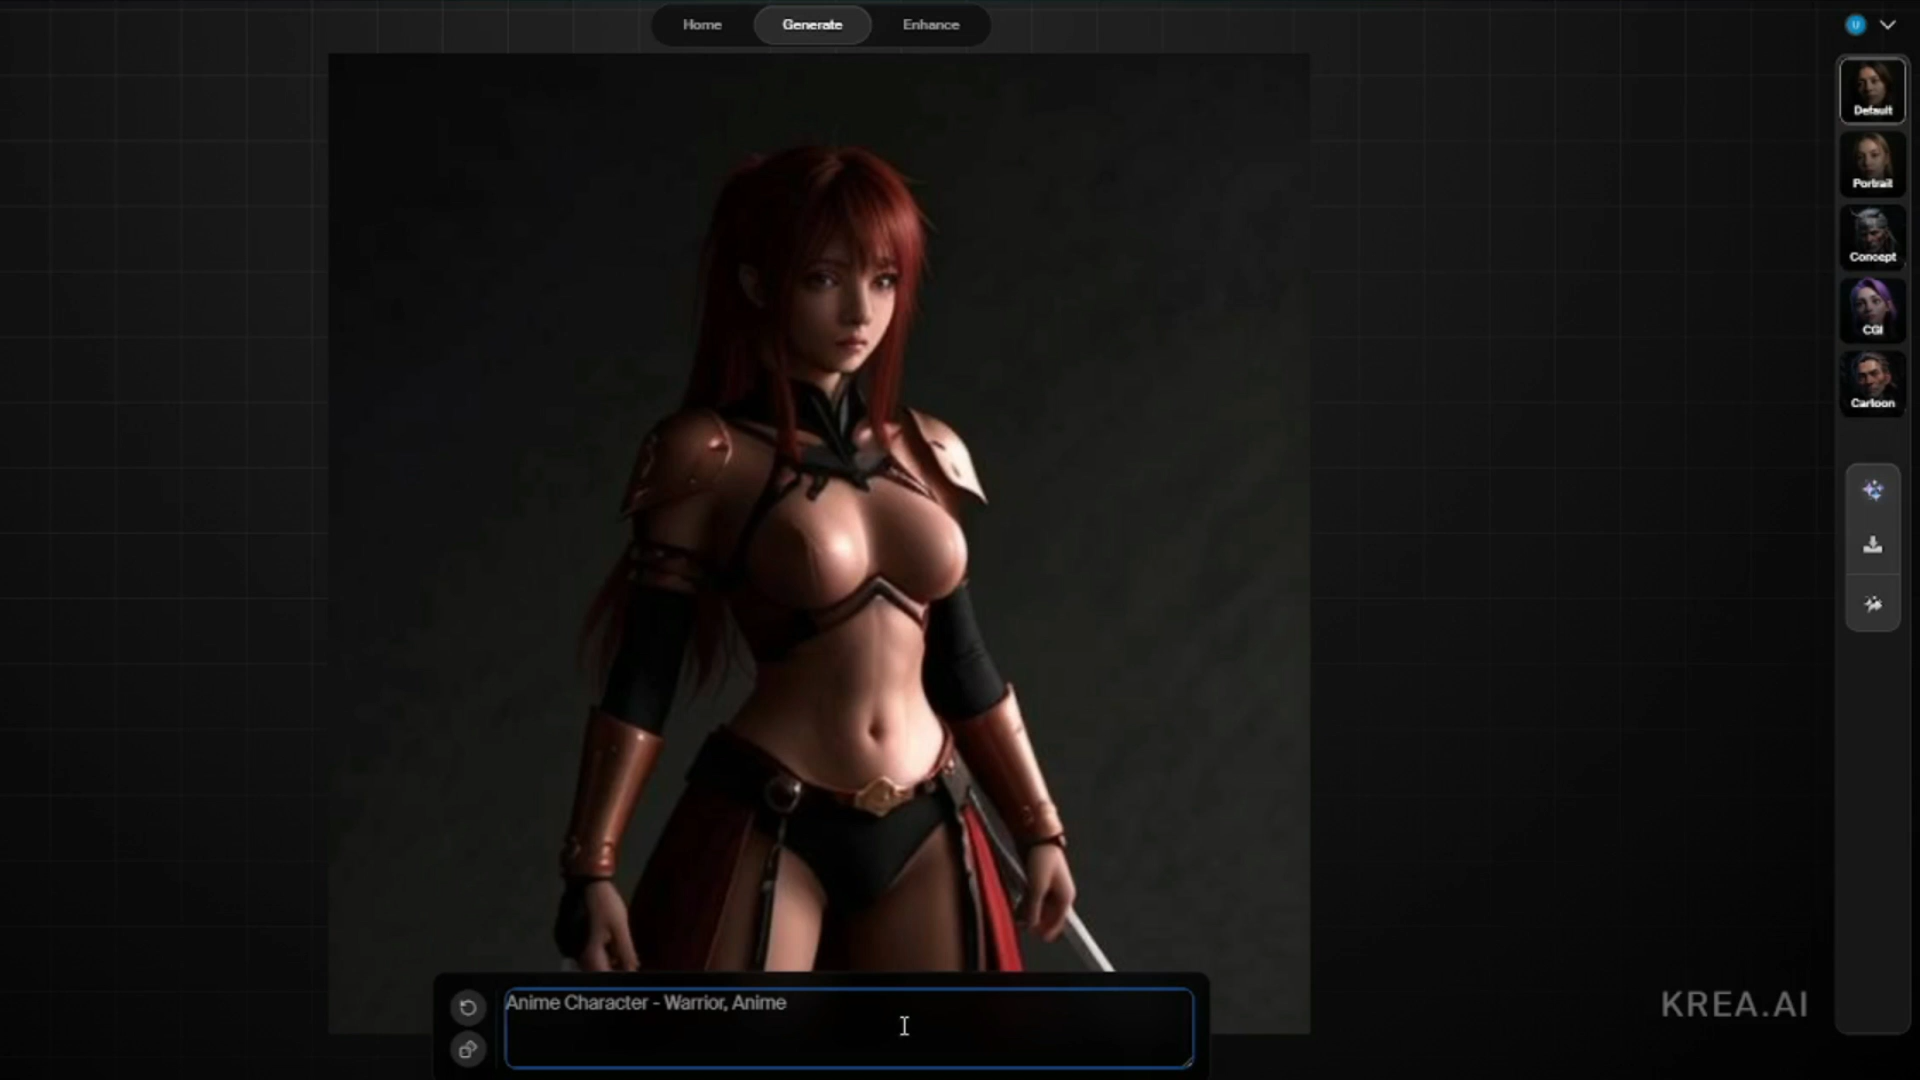 Home
Generate
Enhance
U
Default
Portrait
Concept
CGI
Cartoon
Anime Character - Warrior, Anime
KREA.AI